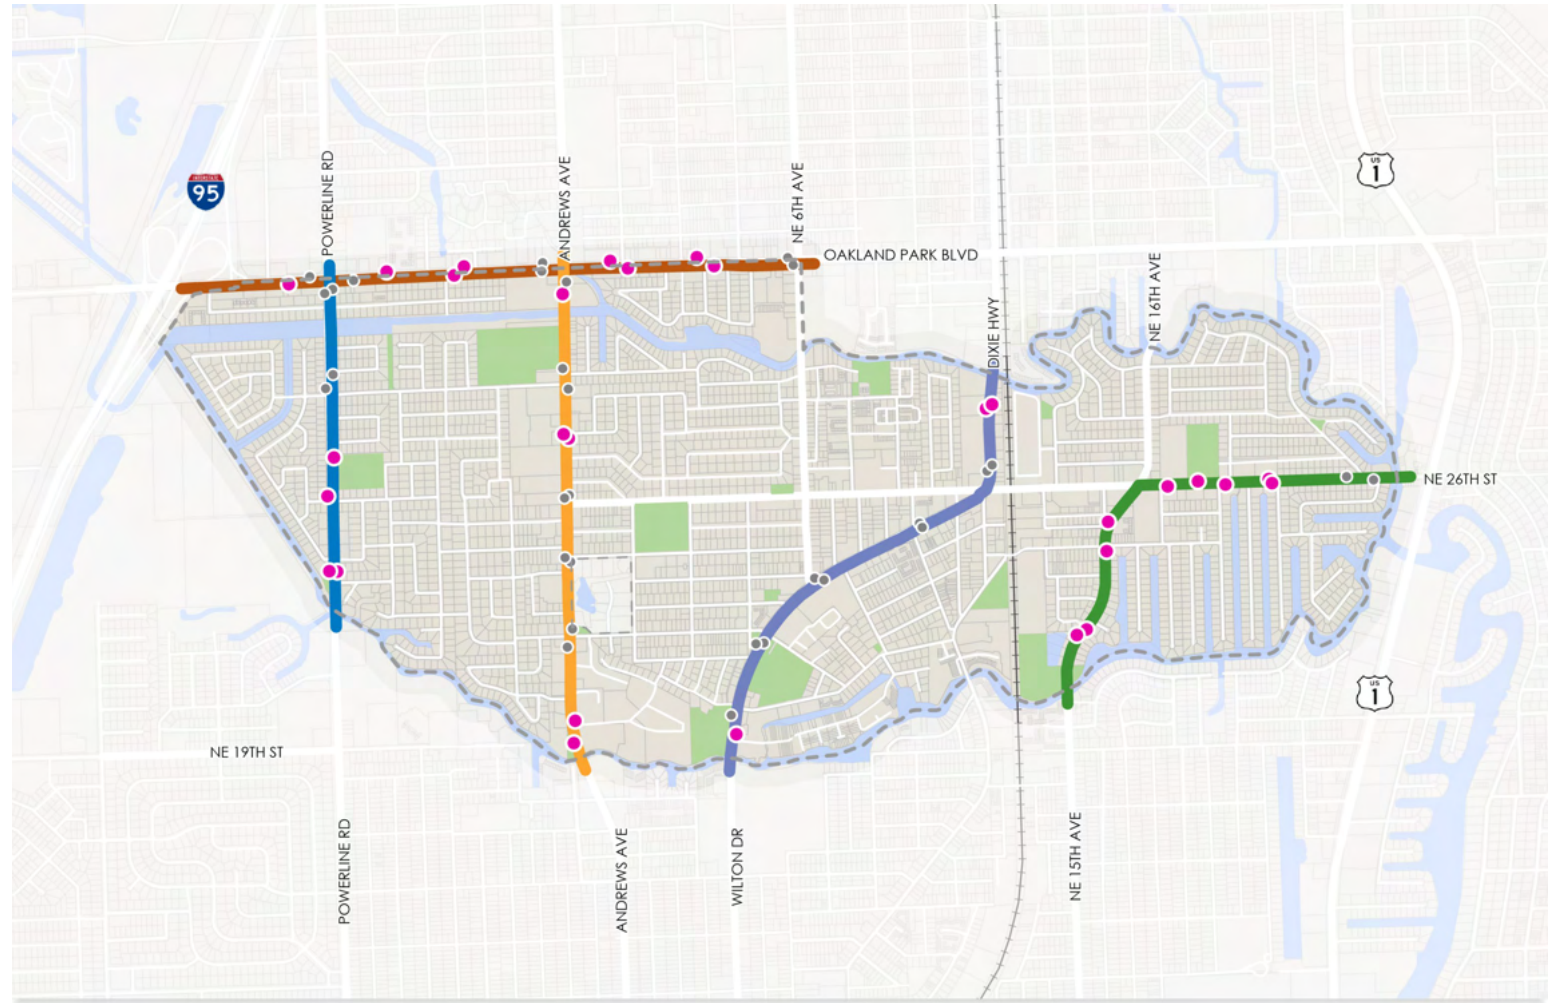 POWERLINE RD
ANDREWS AVE
NE 6TH AVE
US
1
INTERSTATE
95
OAKLAND PARK BLVD
NE 16TH AVE
DIXIE HWY
NE 26TH ST
US
1
NE 19TH ST
POWERLINE RD
ANDREWS AVE
WILTON DR
NE 15TH AVE